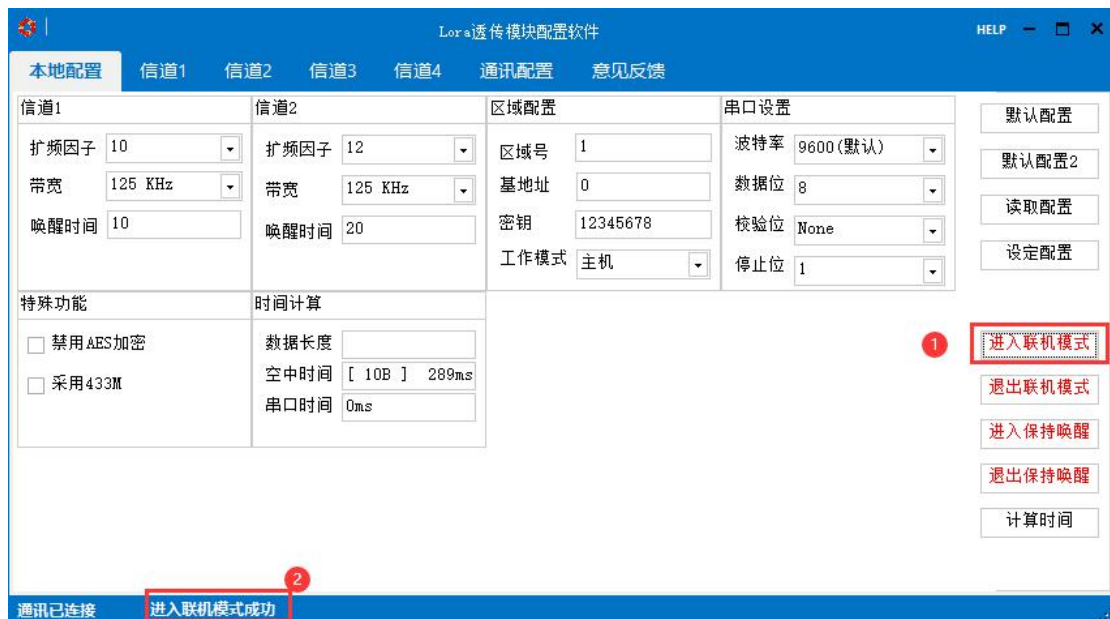 Lora透传模块配置软件
HELP
本地配置 信道1 信道2 信道3 信道4 通讯配置 意见反馈
信道1
扩频因子 10
带宽 125 KHz
唤醒时间 10
信道2
扩频因子 12
带宽 125 KHz
唤醒时间 20
区域配置
区域号 1
基地址 0
密钥 12345678
工作模式 主机
串口设置
波特率 9600(默认)
数据位 8
校验位 None
停止位 1
特殊功能
禁用AES加密
采用433M
时间计算
数据长度
空中时间 [ 10B ] 289ms
串口时间 0ms
默认配置
默认配置2
读取配置
设定配置
1
进入联机模式
退出联机模式
进入保持唤醒
退出保持唤醒
计算时间
2
通讯已连接 进入联机模式成功